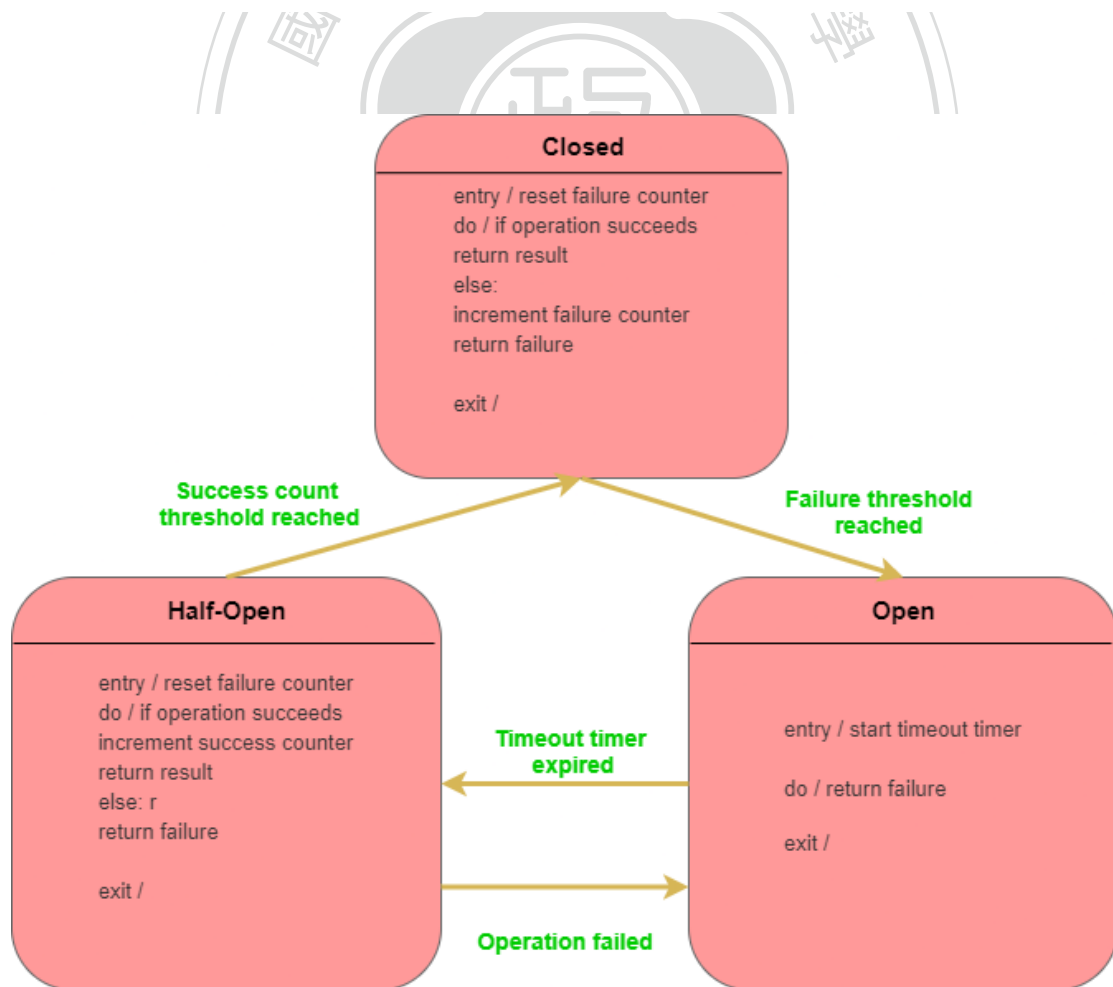 國 學
Closed
entry / reset failure counter
do / if operation succeeds
return result
else:
increment failure counter
return failure
exit /
Success count
threshold reached
Failure threshold
reached
Half-Open
entry / reset failure counter
do / if operation succeeds
increment success counter
return result
else: r
return failure
exit /
Timeout timer
expired
Operation failed
Open
entry / start timeout timer
do / return failure
exit /